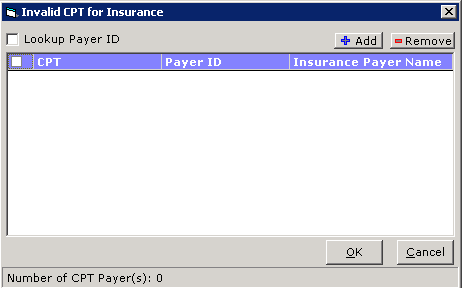 Invalid CPT for Insurance
Lookup Payer ID
Add
Remove
CPT Payer ID Insurance Payer Name
OK
Cancel
Number of CPT Payer(s): 0